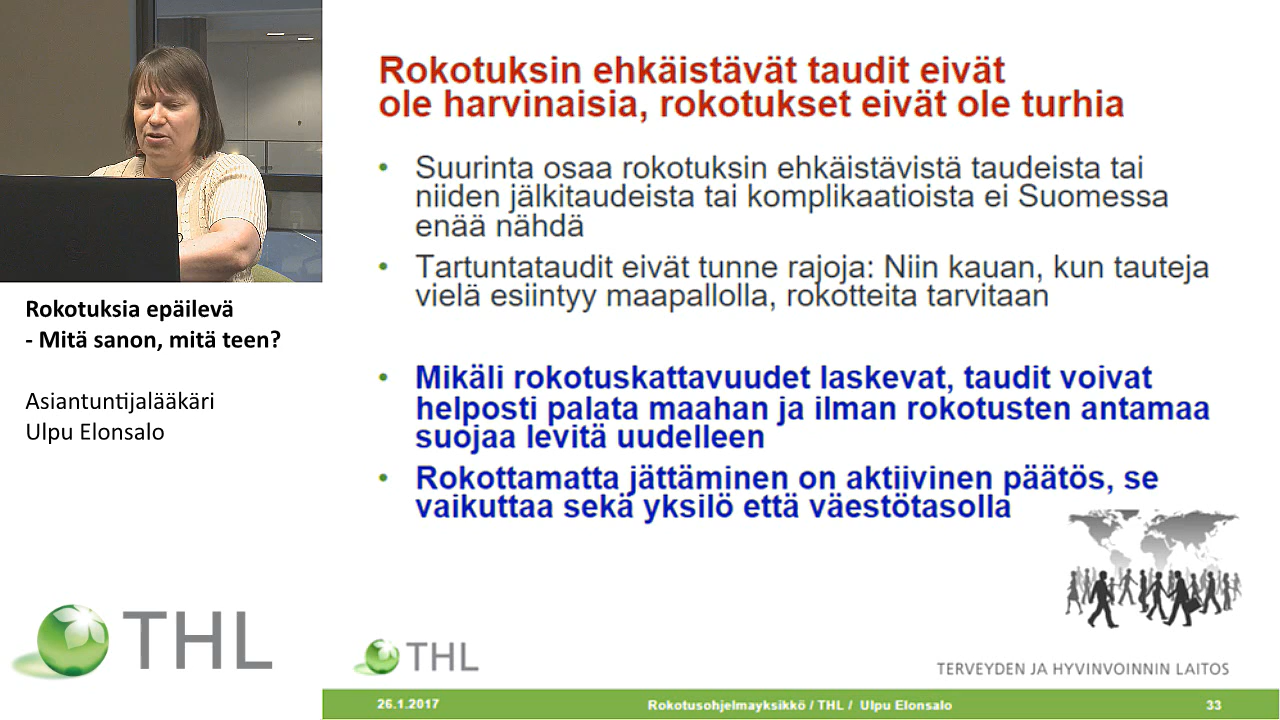 Rokotuksin ehkäistävät taudit eivät
ole harvinaisia, rokotukset eivät ole turhia
• Suurinta osaa rokotuksin ehkäistävistä taudeista tai
niiden jälkitaudeista tai komplikaatioista ei Suomessa
enää nähdä
• Tartuntataudit eivät tunne rajoja: Niin kauan, kun tauteja
vielä esiintyy maapallolla, rokotteita tarvitaan
• Mikäli rokotuskattavuudet laskevat, taudit voivat
helposti palata maahan ja ilman rokotusten antamaa
suojaa levitä uudelleen
• Rokottamatta jättäminen on aktiivinen päätös, se
vaikuttaa sekä yksilö että väestötasolla
Rokotuksia epäilevä
- Mitä sanon, mitä teen?
Asiantuntijalääkäri
Ulpu Elonsalo
THL
THL
TERVEYDEN JA HYVINVOINNIN LAITOS
26.1.2017
Rokotusohjelmayksikkö / THL / Ulpu Elonsalo
33